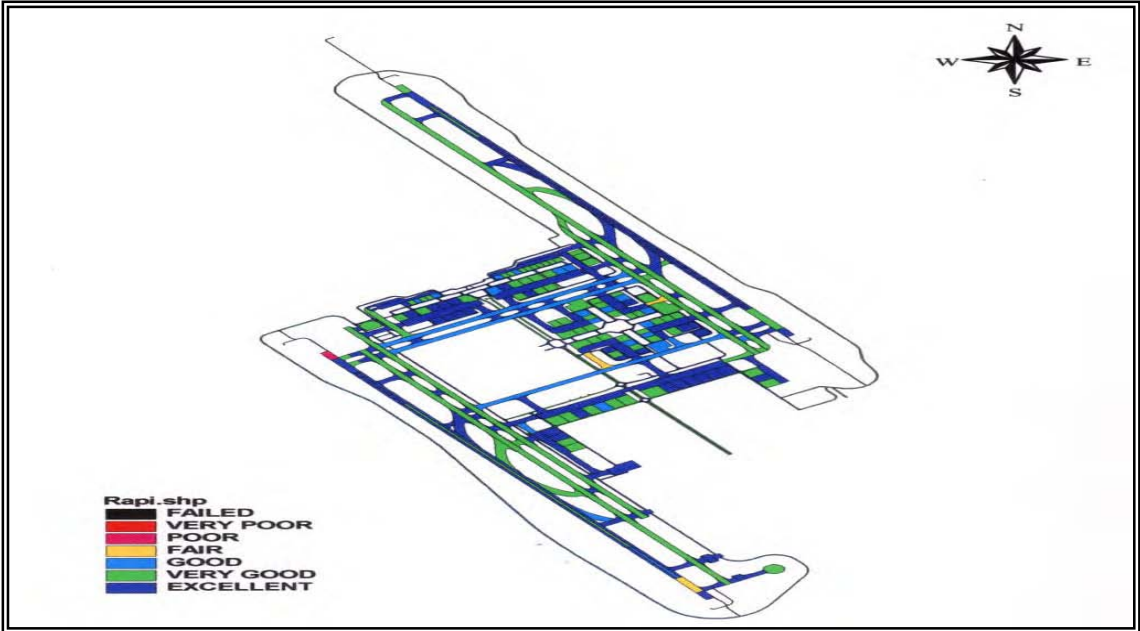 N
W E
S
Rapi.shp
FAILED
VERY POOR
POOR
FAIR
GOOD
VERY GOOD
EXCELLENT